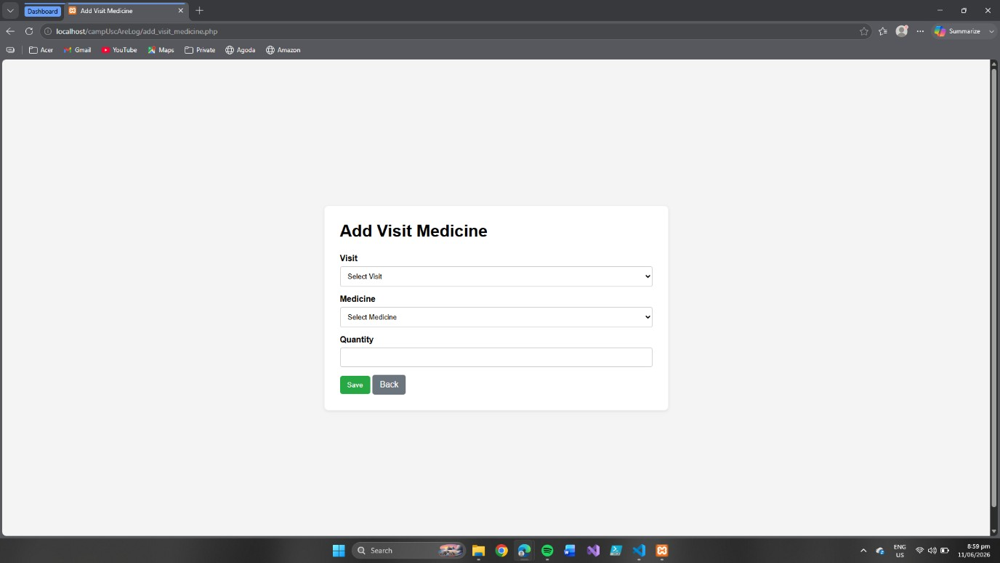 Dashboard
Add Visit Medicine
localhost/campUscAreLog/add_visit_medicine.php
Summarize
Acer
Gmail
YouTube
Maps
Private
Agoda
Amazon
Add Visit Medicine
Visit
Select Visit
Medicine
Select Medicine
Quantity
Save
Back
Search
ENG
US
8:59 pm
11/06/2026